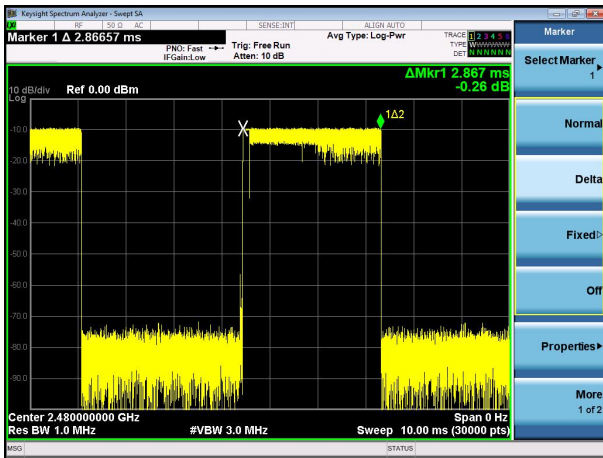 Keysight Spectrum Analyzer - Swept SA
LXI RF 50 Ω AC SENSE:INT ALIGN AUTO
Marker 1 Δ 2.86657 ms
PNO: Fast
IFGain:Low
Trig: Free Run
Atten: 10 dB
Avg Type: Log-Pwr
TRACE 1 2 3 4 5 6
TYPE W W W W W W
DET N N N N N N
ΔMkr1 2.867 ms
-0.26 dB
10 dB/div Ref 0.00 dBm
Log
1Δ2
-10.0
-20.0
-30.0
-40.0
-50.0
-60.0
-70.0
-80.0
-90.0
Center 2.480000000 GHz
Span 0 Hz
Res BW 1.0 MHz
#VBW 3.0 MHz
Sweep 10.00 ms (30000 pts)
MSG
STATUS
Marker
Select Marker
1
Normal
Delta
Fixed
Off
Properties
More
1 of 2